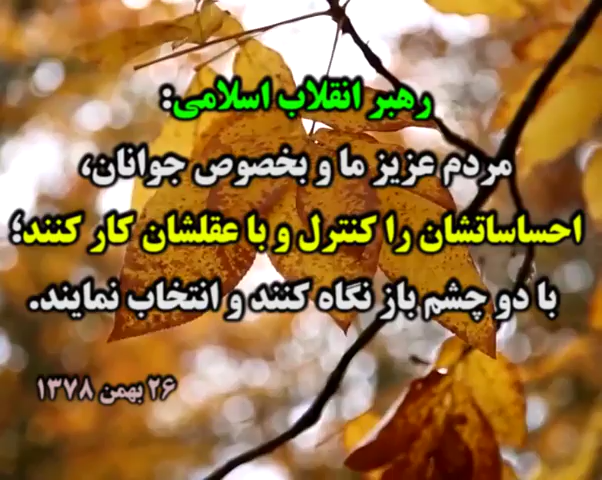 رهبر انقلاب اسلامی:
مردم عزیز ما و بخصوص جوانان،
احساساتشان را کنترل و با عقلشان کار کنند؛
با دو چشم باز نگاه کنند و انتخاب نمایند.
۲۶ بهمن ۱۳۷۸